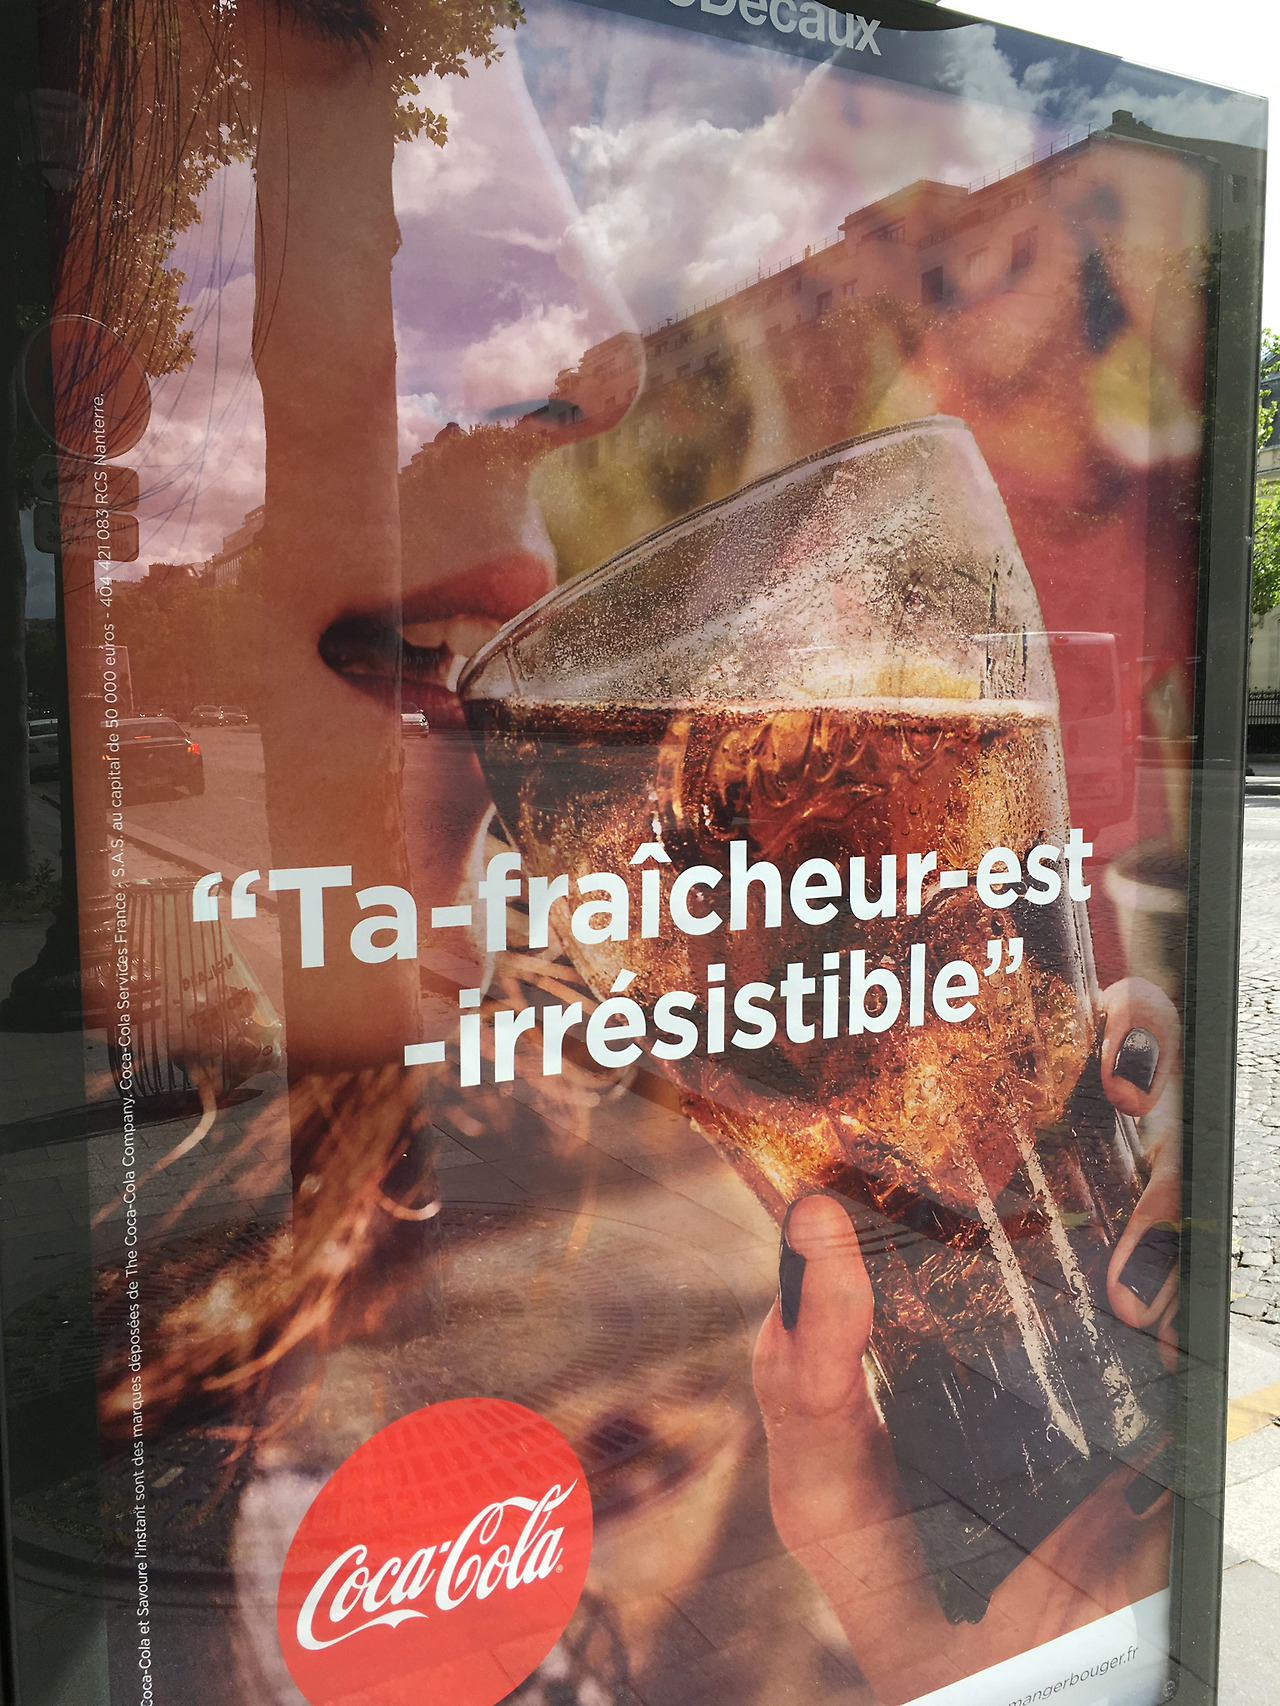 “Ta-fraîcheur-est
-irrésistible”
Coca-Cola
mangerbouger.fr
Coca-Cola et Savoure l'instant sont des marques déposées de The Coca-Cola Company. Coca-Cola Services France, S.A.S. au capital de 50 000 euros - 404 421 083 RCS Nanterre.